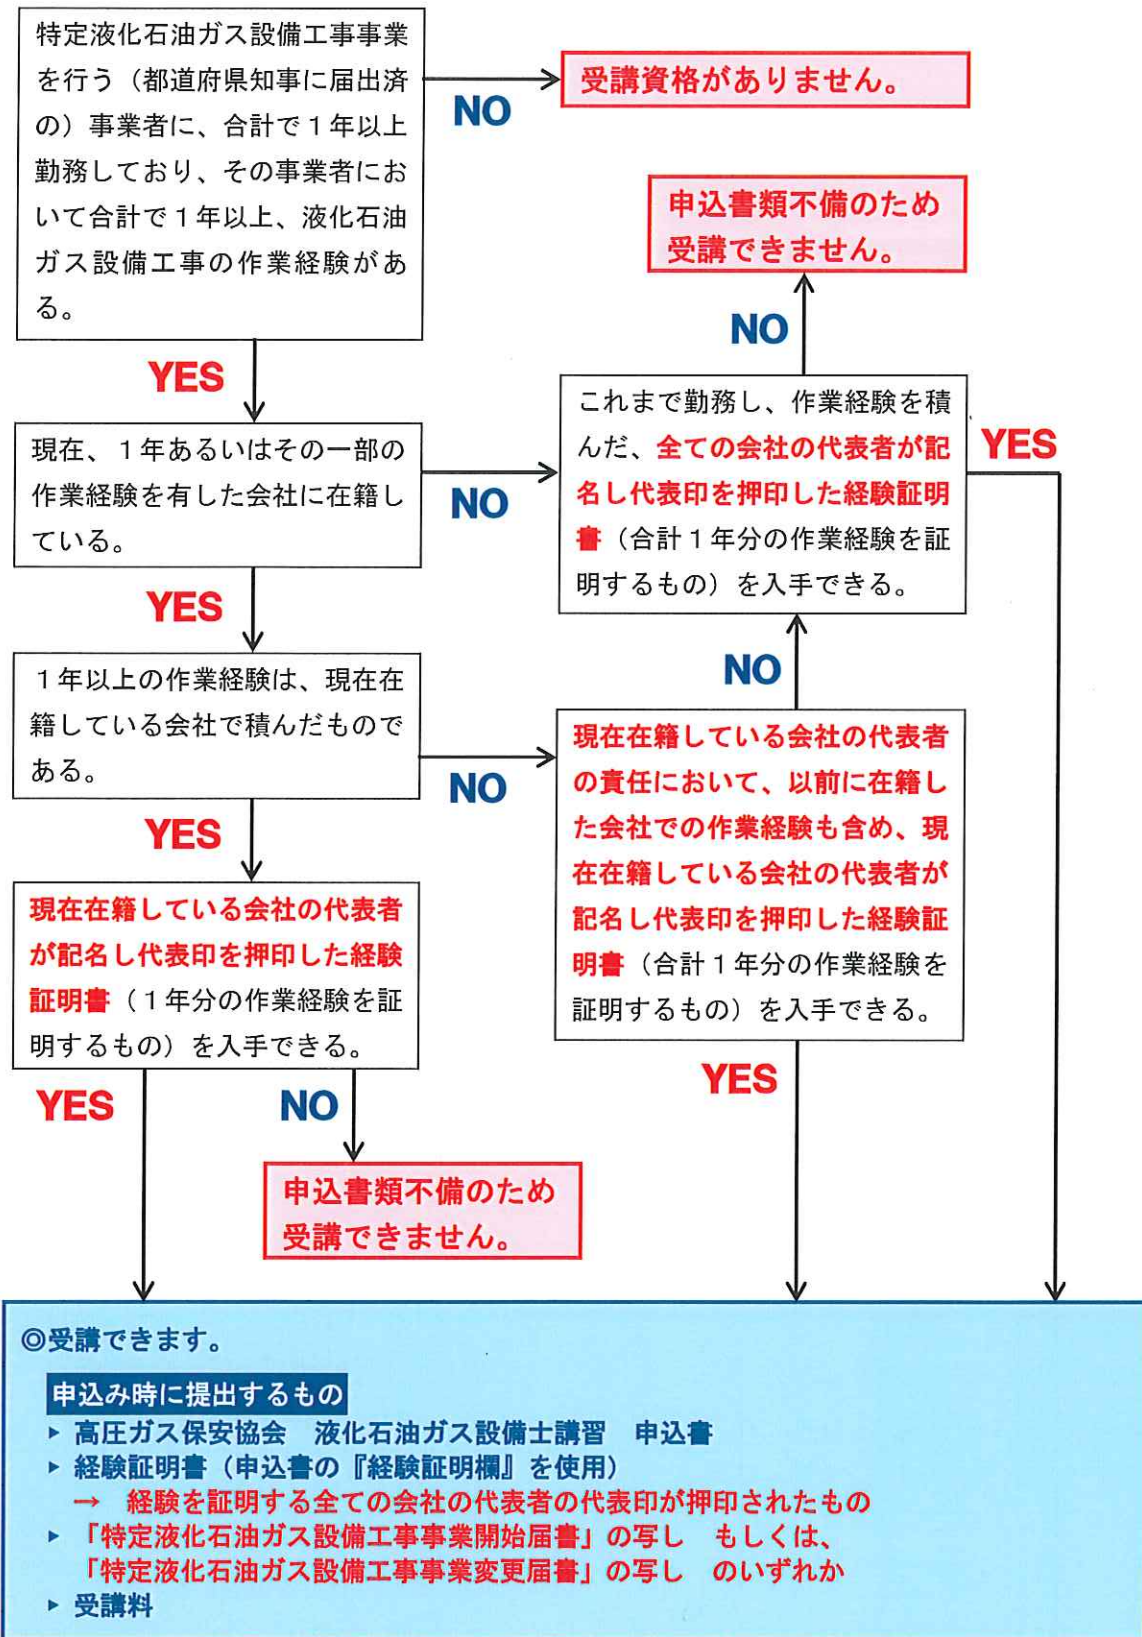 特定液化石油ガス設備工事事業
を行う（都道府県知事に届出済
の）事業者に、合計で１年以上
勤務しており、その事業者にお
いて合計で１年以上、液化石油
ガス設備工事の作業経験があ
る。
NO
受講資格がありません。
申込書類不備のため
受講できません。
NO
YES
現在、１年あるいはその一部の
作業経験を有した会社に在籍し
ている。
NO
これまで勤務し、作業経験を積
んだ、全ての会社の代表者が記
名し代表印を押印した経験証明
書（合計１年分の作業経験を証
明するもの）を入手できる。
YES
YES
NO
１年以上の作業経験は、現在在
籍している会社で積んだもので
ある。
NO
現在在籍している会社の代表者
の責任において、以前に在籍し
た会社での作業経験も含め、現
在在籍している会社の代表者が
記名し代表印を押印した経験証
明書（合計１年分の作業経験を
証明するもの）を入手できる。
YES
現在在籍している会社の代表者
が記名し代表印を押印した経験
証明書（１年分の作業経験を証
明するもの）を入手できる。
YES
NO
YES
申込書類不備のため
受講できません。
◎受講できます。
申込み時に提出するもの
▶ 高圧ガス保安協会　液化石油ガス設備士講習　申込書
▶ 経験証明書（申込書の『経験証明欄』を使用）
→　経験を証明する全ての会社の代表者の代表印が押印されたもの
▶ 「特定液化石油ガス設備工事事業開始届書」の写し　もしくは、
「特定液化石油ガス設備工事事業変更届書」の写し　のいずれか
▶ 受講料